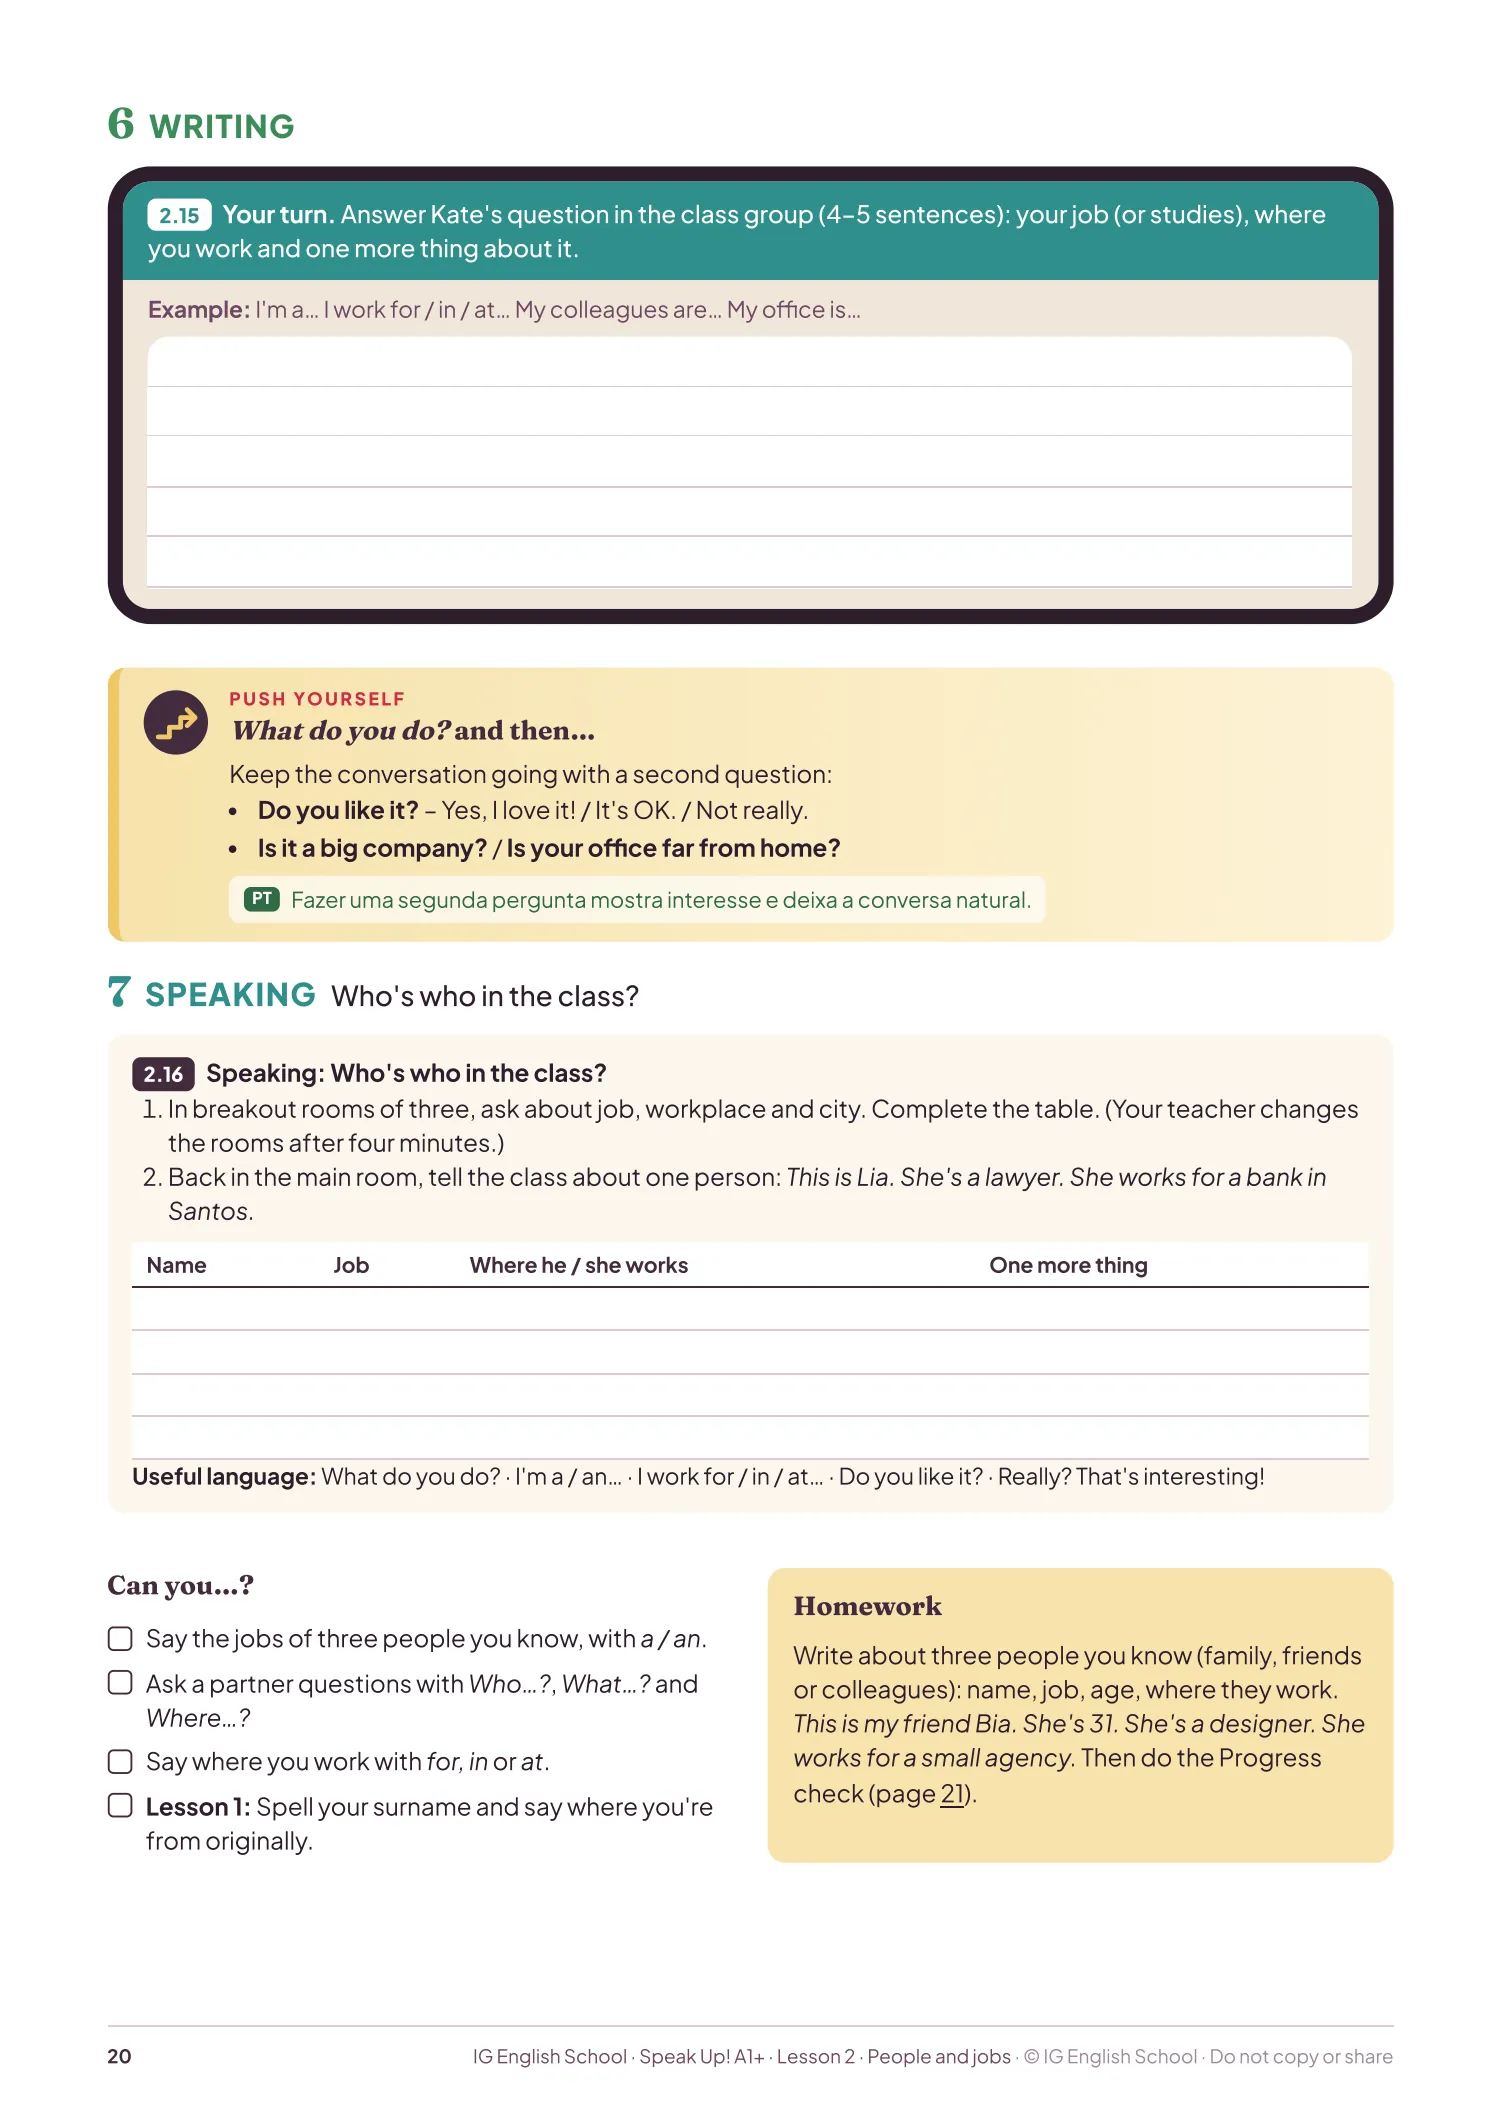 6 WRITING
2.15 Your turn. Answer Kate's question in the class group (4–5 sentences): your job (or studies), where
you work and one more thing about it.
Example: I'm a… I work for / in / at… My colleagues are… My office is…
PUSH YOURSELF
What do you do? and then…
Keep the conversation going with a second question:
• Do you like it? – Yes, I love it! / It's OK. / Not really.
• Is it a big company? / Is your office far from home?
PT Fazer uma segunda pergunta mostra interesse e deixa a conversa natural.
7 SPEAKING Who's who in the class?
2.16 Speaking: Who's who in the class?
1. In breakout rooms of three, ask about job, workplace and city. Complete the table. (Your teacher changes
the rooms after four minutes.)
2. Back in the main room, tell the class about one person: This is Lia. She's a lawyer. She works for a bank in
Santos.
Name Job Where he / she works One more thing
Useful language: What do you do? · I'm a / an… · I work for / in / at… · Do you like it? · Really? That's interesting!
Can you…?
Say the jobs of three people you know, with a / an.
Ask a partner questions with Who…?, What…? and
Where…?
Say where you work with for, in or at.
Lesson 1: Spell your surname and say where you're
from originally.
Homework
Write about three people you know (family, friends
or colleagues): name, job, age, where they work.
This is my friend Bia. She's 31. She's a designer. She
works for a small agency. Then do the Progress
check (page 21).
20 IG English School · Speak Up! A1+ · Lesson 2 · People and jobs · © IG English School · Do not copy or share